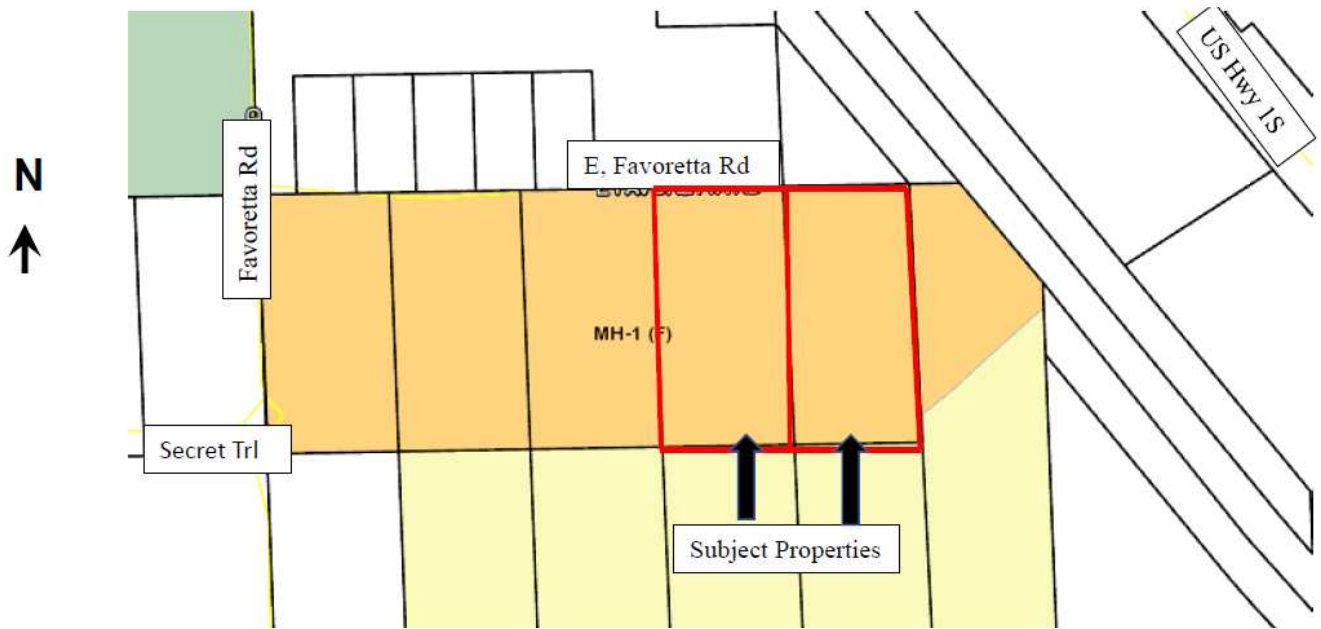 US Hwy 1S
N
Favoretta Rd
E, Favoretta Rd
MH-1 (F)
Secret Trl
Subject Properties